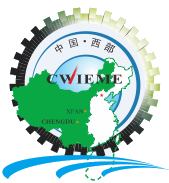 中国·西部
CWIEME
XI'AN
CHENGDU